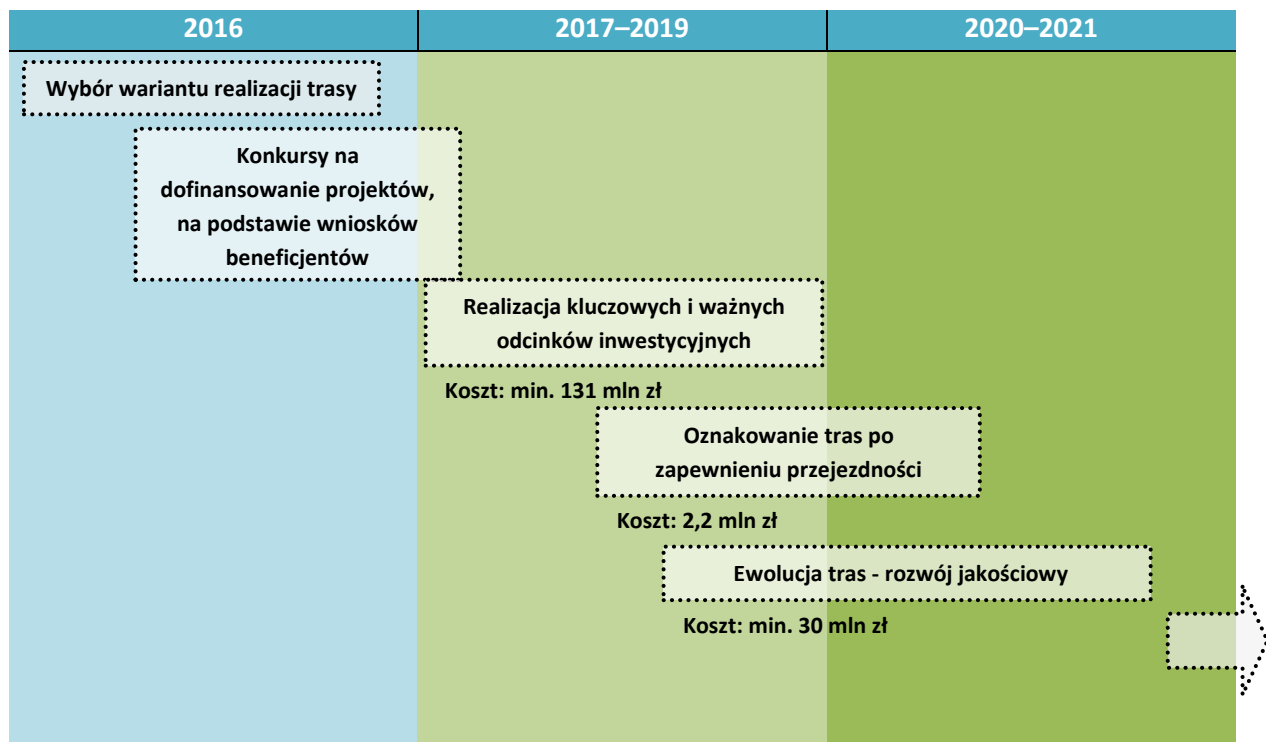 2016
2017–2019
2020–2021
Wybór wariantu realizacji trasy
Konkursy na
dofinansowanie projektów,
na podstawie wniosków
beneficjentów
Realizacja kluczowych i ważnych
odcinków inwestycyjnych
Koszt: min. 131 mln zł
Oznakowanie tras po
zapewnieniu przejezdności
Koszt: 2,2 mln zł
Ewolucja tras - rozwój jakościowy
Koszt: min. 30 mln zł